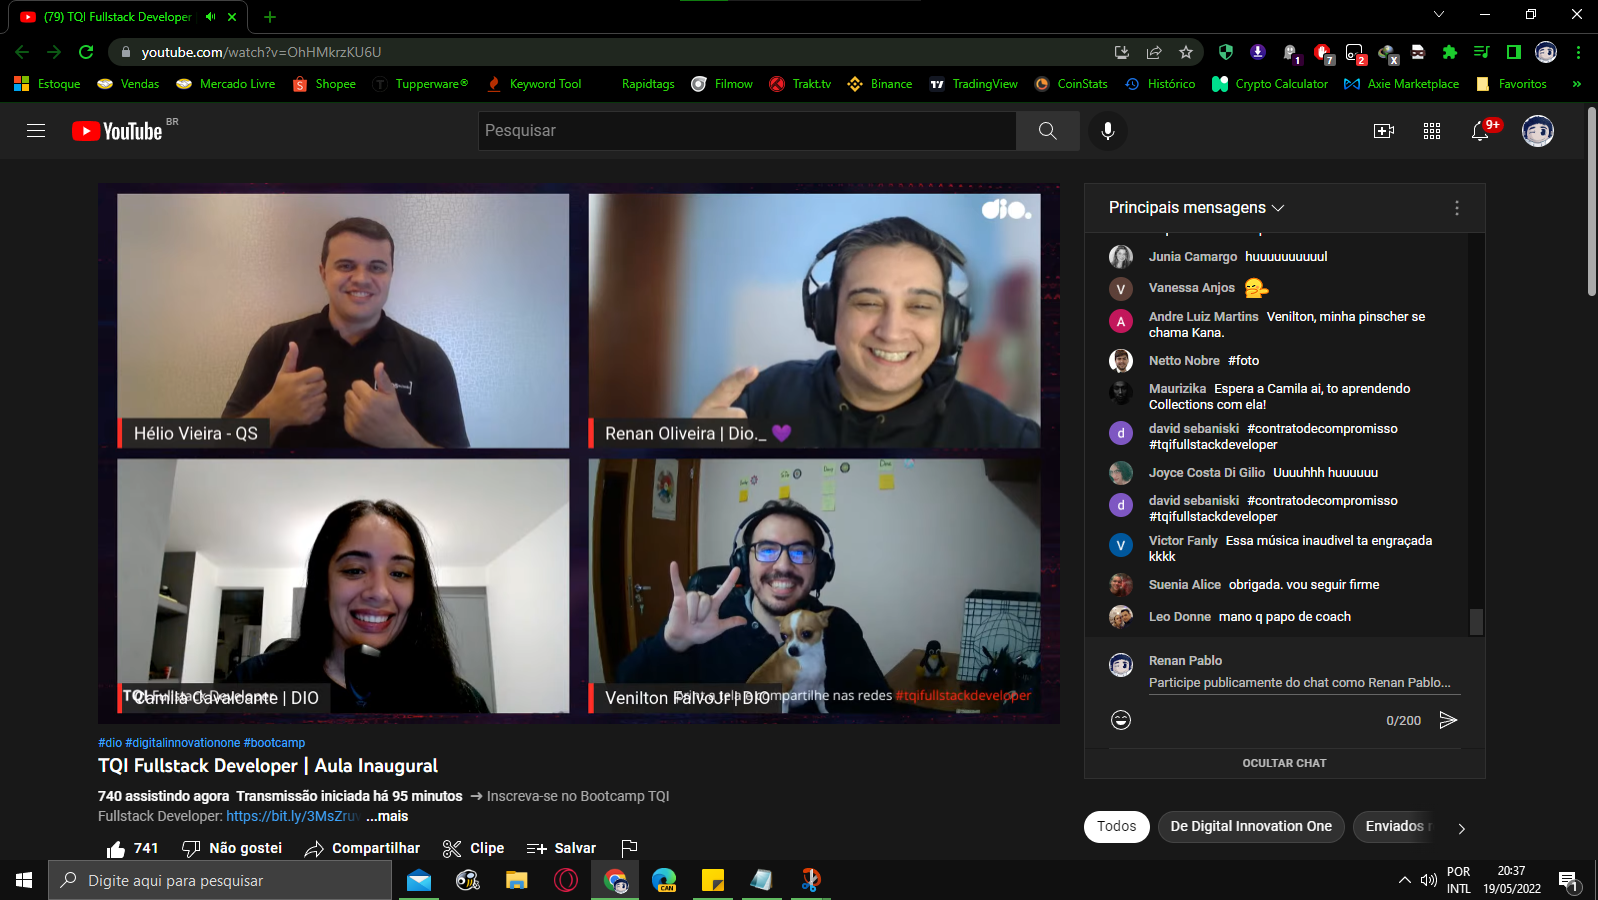 (79) TQI Fullstack Developer
youtube.com/watch?v=OhHMkrzKU6U
1
7
2
X
Estoque
Vendas
Mercado Livre
Shopee
Tupperware®
Keyword Tool
Rapidtags
Filmow
Trakt.tv
Binance
TradingView
CoinStats
Histórico
Crypto Calculator
Axie Marketplace
Favoritos
YouTube BR
Pesquisar
9+
dio.
Hélio Vieira - QS
Renan Oliveira | Dio._ 💜
Camila Cavalcante | DIO
TQI Fullstack Developer
Venilton FalvoJr | DIO
compartilhe nas redes #tqifullstackdeveloper
Principais mensagens
Junia Camargo huuuuuuuuuul
Vanessa Anjos
Andre Luiz Martins Venilton, minha pinscher se
chama Kana.
Netto Nobre #foto
Maurizika Espera a Camila ai, to aprendendo
Collections com ela!
david sebaniski #contratodecompromisso
#tqifullstackdeveloper
Joyce Costa Di Gilio Uuuuhhh huuuuuu
david sebaniski #contratodecompromisso
#tqifullstackdeveloper
Victor Fanly Essa música inaudivel ta engraçada
kkkk
Suenia Alice obrigada. vou seguir firme
Leo Donne mano q papo de coach
Renan Pablo
Participe publicamente do chat como Renan Pablo...
0/200
OCULTAR CHAT
Todos
De Digital Innovation One
Enviados
#dio #digitalinnovationone #bootcamp
TQI Fullstack Developer | Aula Inaugural
740 assistindo agora Transmissão iniciada há 95 minutos → Inscreva-se no Bootcamp TQI
Fullstack Developer: https://bit.ly/3MsZruv ...mais
741
Não gostei
Compartilhar
Clipe
Salvar
Digite aqui para pesquisar
CAN
POR
INTL
20:37
19/05/2022
1